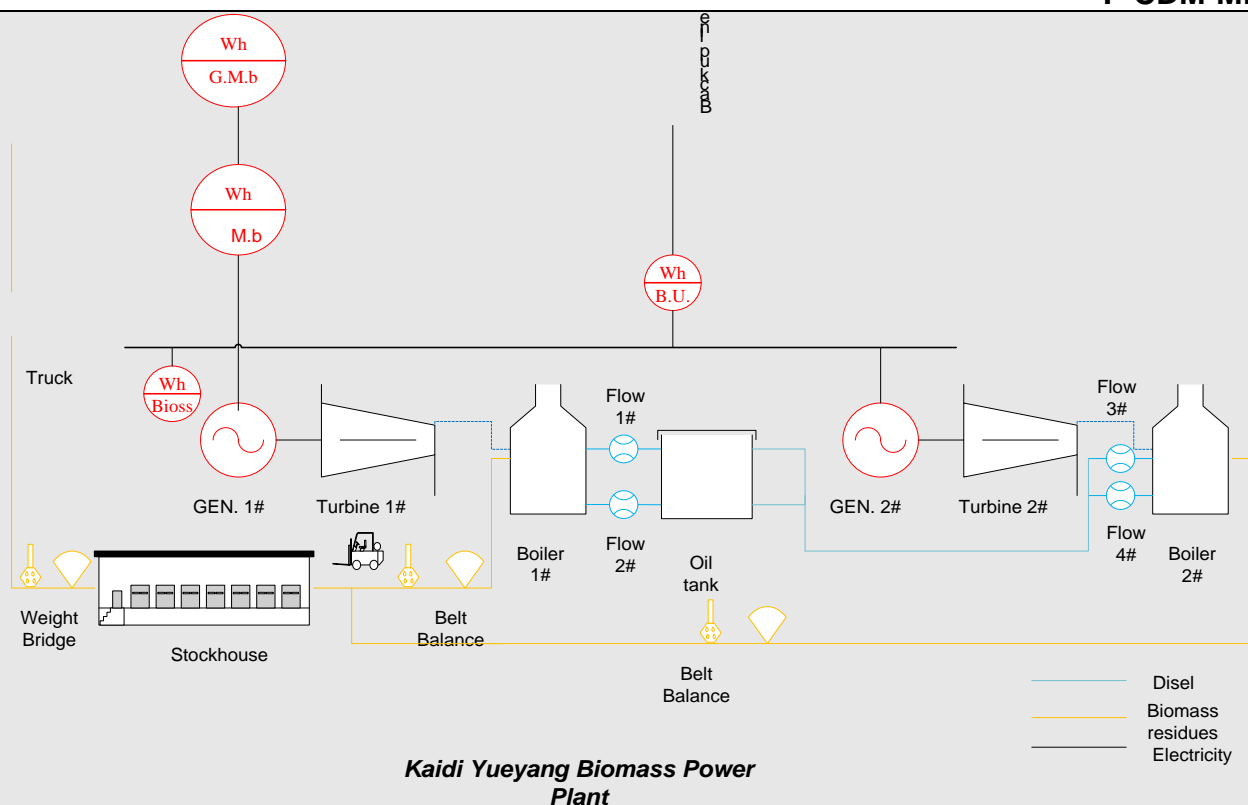 Wh
G.M.b
Backup line
Wh
M.b
Wh
B.U.
Truck
Wh
Bioss
Flow
1#
Flow
3#
GEN. 1#
Turbine 1#
GEN. 2#
Turbine 2#
Boiler
1#
Flow
2#
Oil
tank
Flow
4#
Boiler
2#
Weight
Bridge
Stockhouse
Belt
Balance
Belt
Balance
Disel
Biomass
residues
Electricity
Kaidi Yueyang Biomass Power
Plant